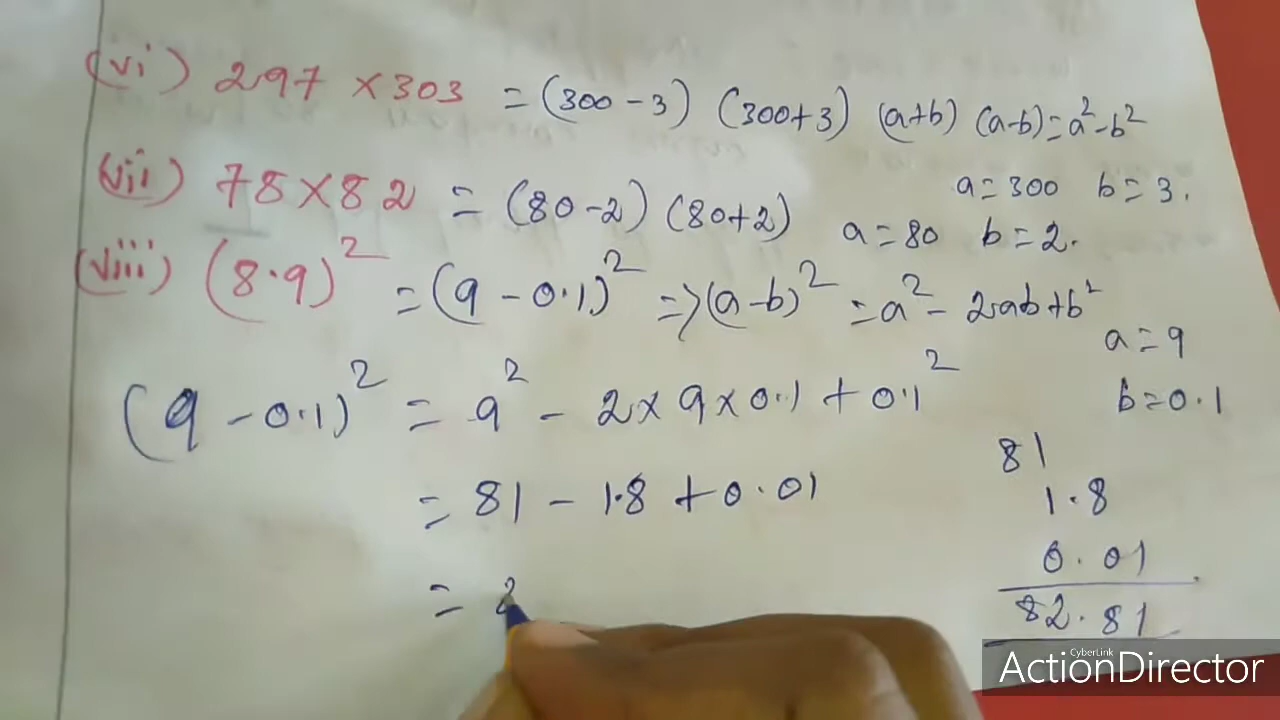 (vi) 297 × 303 = (300 - 3) (300+3) (a+b) (a-b) = a² - b²
a = 300 b = 3.
(vii) 78 × 82 = (80 - 2) (80+2) a = 80 b = 2.
(viii) (8.9)² = (9 - 0.1)² => (a-b)² = a² - 2ab + b²
a = 9
(9 - 0.1)² = 9² - 2 × 9 × 0.1 + 0.1²
b = 0.1
= 81 - 1.8 + 0.01
81
1.8
0.01
82.81
=
CyberLink
ActionDirector